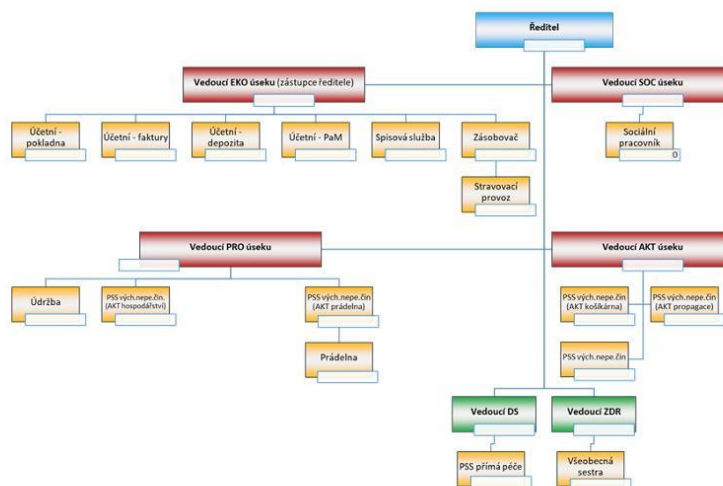 Ředitel
Vedoucí EKO úseku (zástupce ředitele)
Vedoucí SOC úseku
Účetní -
pokladna
Účetní - faktury
Účetní -
depozita
Účetní - PaM
Spisová služba
Zásobovač
Sociální
pracovník
0
Stravovací
provoz
Vedoucí PRO úseku
Vedoucí AKT úseku
Údržba
PSS vých.nepe.čin.
(AKT hospodářství)
PSS vých.nepe.čin
(AKT prádelna)
PSS vých.nepe.čin
(AKT košíkárna)
PSS vých.nepe.čin
(AKT propagace)
Prádelna
PSS vých.nepe.čin
Vedoucí DS
Vedoucí ZDR
PSS přímá péče
Všeobecná
sestra